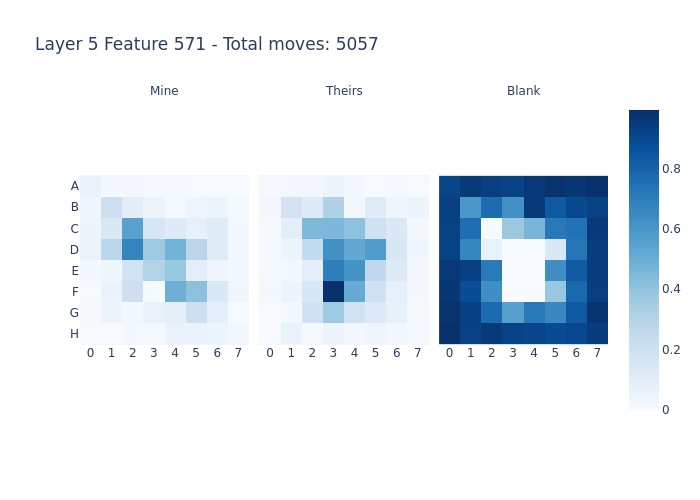 Layer 5 Feature 571 - Total moves: 5057
Mine
Theirs
Blank
A
B
C
D
E
F
G
H
0 1 2 3 4 5 6 7
0 1 2 3 4 5 6 7
0 1 2 3 4 5 6 7
0.8
0.6
0.4
0.2
0